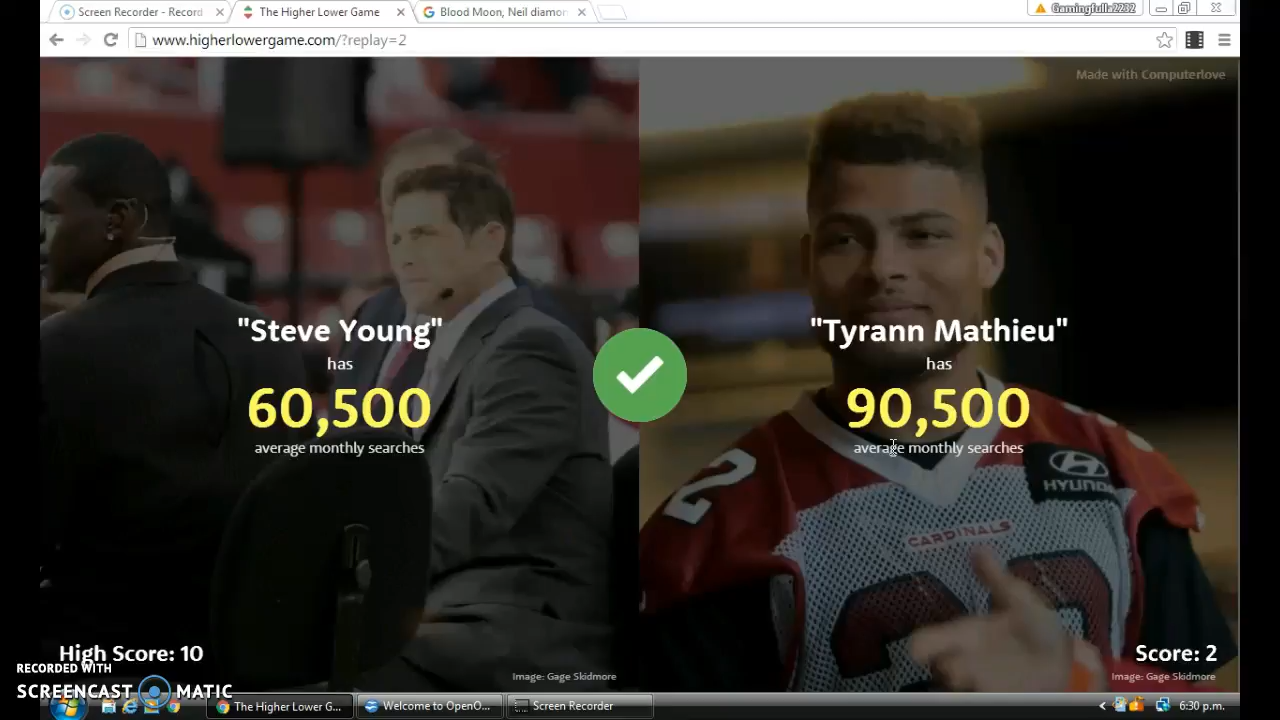 Screen Recorder - Record
The Higher Lower Game
Blood Moon, Neil diamon
Gamingfulla2232
www.higherlowergame.com/?replay=2
Made with Computerlove
"Steve Young"
has
60,500
average monthly searches
"Tyrann Mathieu"
has
90,500
average monthly searches
2
HYUNDAI
CARDINALS
High Score: 10
Score: 2
Image: Gage Skidmore
Image: Gage Skidmore
RECORDED WITH
SCREENCAST MATIC
The Higher Lower G...
Welcome to OpenO...
Screen Recorder
6:30 p.m.